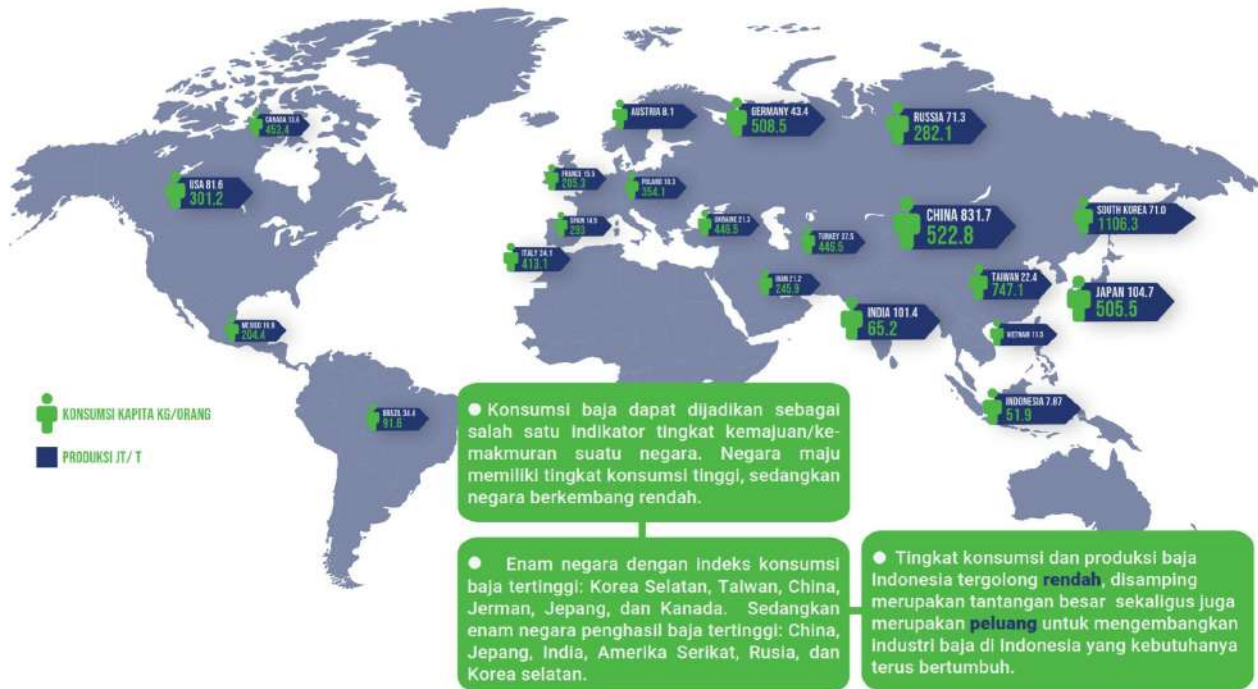 CANADA 13.6
453.4
USA 81.6
301.2
MEXICO 19.9
204.4
BRAZIL 34.4
91.6
AUSTRIA 8.1
GERMANY 43.4
508.5
RUSSIA 71.3
282.1
FRANCE 15.5
205.3
POLAND 10.3
354.1
SPAIN 14.5
293
UKRAINE 21.3
446.5
ITALY 24.1
413.1
TURKEY 37.5
446.5
IRAN 21.2
245.9
CHINA 831.7
522.8
SOUTH KOREA 71.0
1106.3
TAIWAN 22.4
747.1
JAPAN 104.7
505.5
INDIA 101.4
65.2
VIETNAM 11.5
INDONESIA 7.87
51.9
KONSUMSI KAPITA KG/ORANG
PRODUKSI JT/ T
● Konsumsi baja dapat dijadikan sebagai
salah satu indikator tingkat kemajuan/ke-
makmuran suatu negara. Negara maju
memiliki tingkat konsumsi tinggi, sedangkan
negara berkembang rendah.
● Enam negara dengan indeks konsumsi
baja tertinggi: Korea Selatan, Taiwan, China,
Jerman, Jepang, dan Kanada. Sedangkan
enam negara penghasil baja tertinggi: China,
Jepang, India, Amerika Serikat, Rusia, dan
Korea selatan.
● Tingkat konsumsi dan produksi baja
Indonesia tergolong rendah, disamping
merupakan tantangan besar sekaligus juga
merupakan peluang untuk mengembangkan
industri baja di Indonesia yang kebutuhanya
terus bertumbuh.